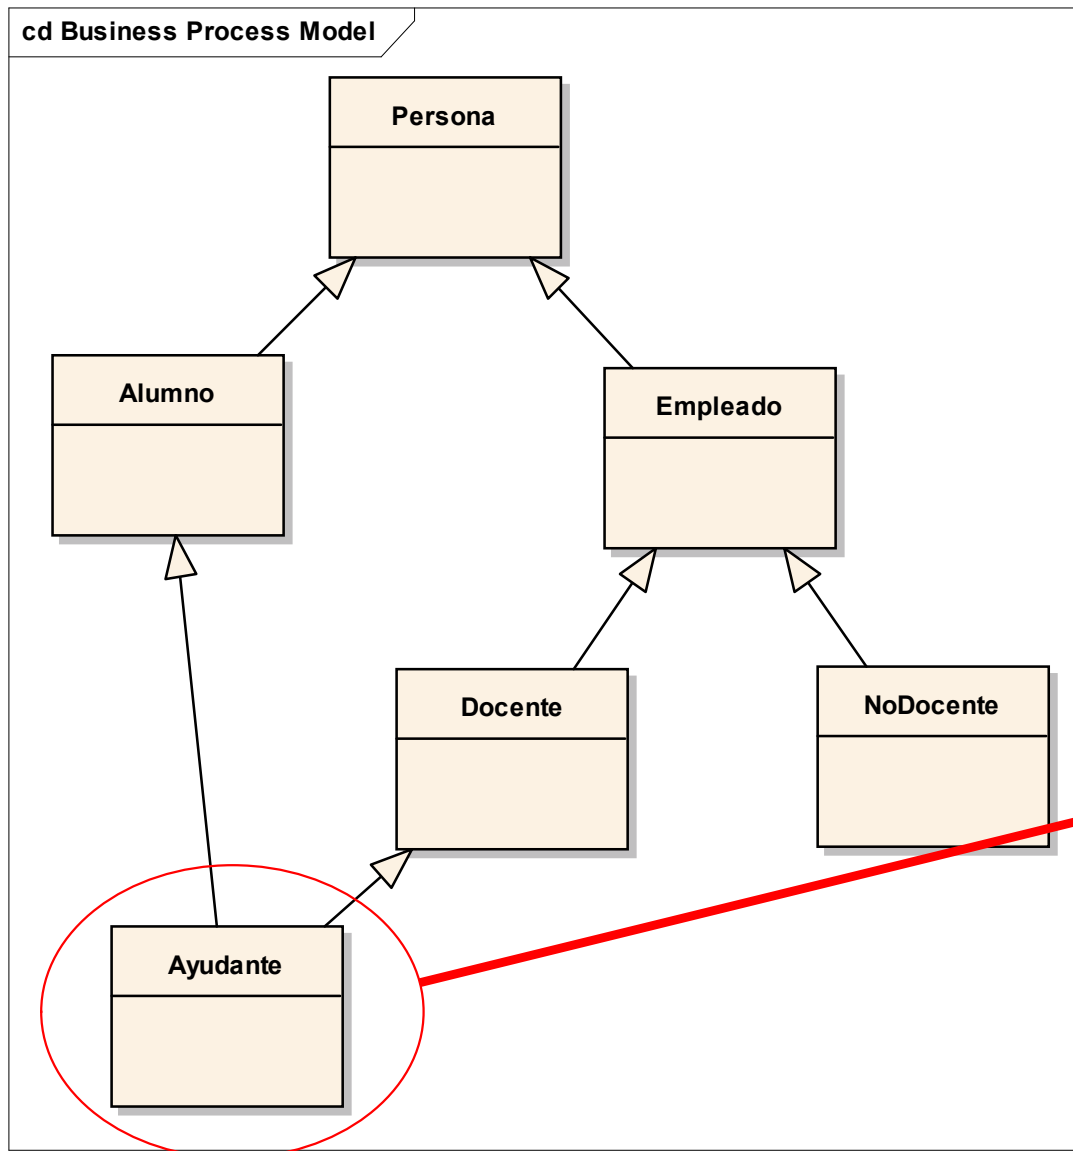 cd Business Process Model
Persona
Alumno
Empleado
Docente
NoDocente
Ayudante